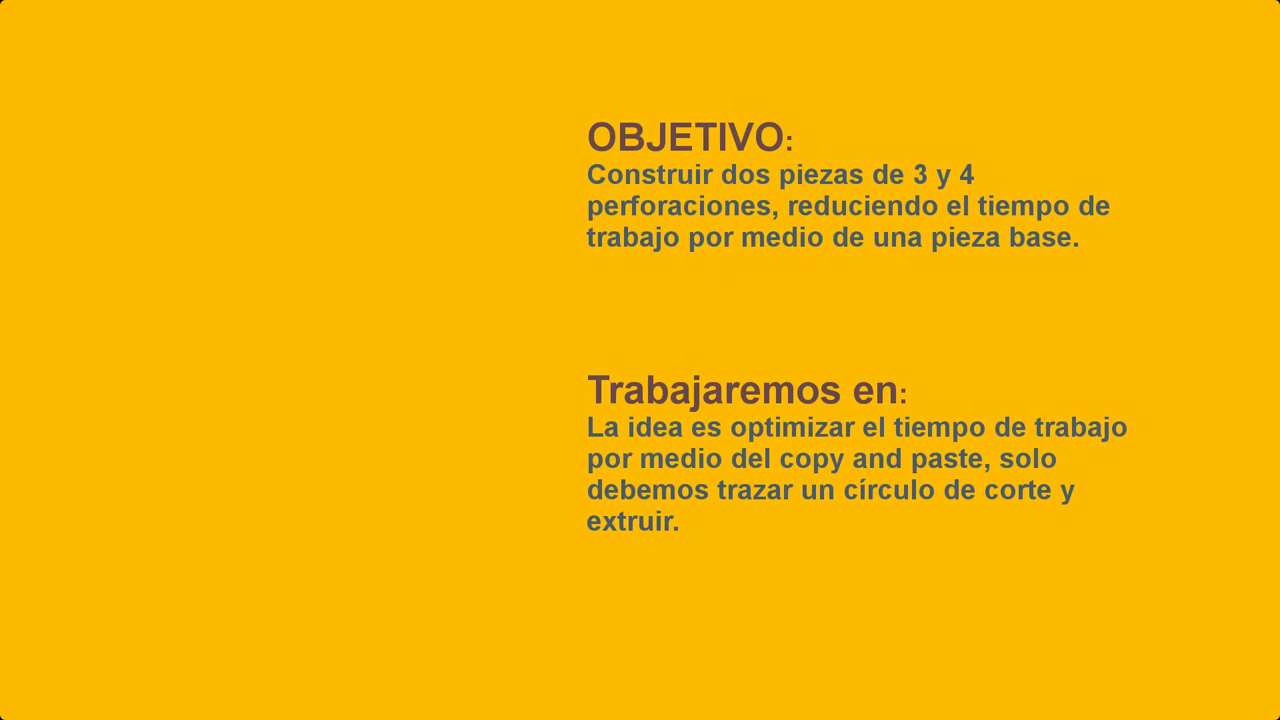 OBJETIVO:
Construir dos piezas de 3 y 4
perforaciones, reduciendo el tiempo de
trabajo por medio de una pieza base.
Trabajaremos en:
La idea es optimizar el tiempo de trabajo
por medio del copy and paste, solo
debemos trazar un círculo de corte y
extruir.